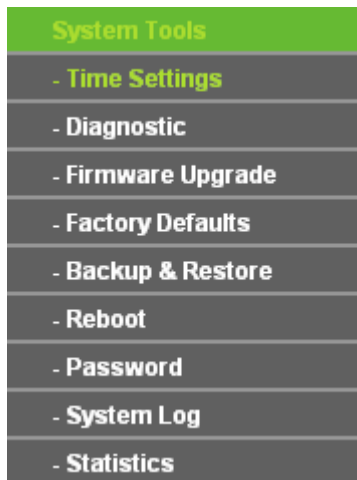 System Tools
- Time Settings
- Diagnostic
- Firmware Upgrade
- Factory Defaults
- Backup & Restore
- Reboot
- Password
- System Log
- Statistics